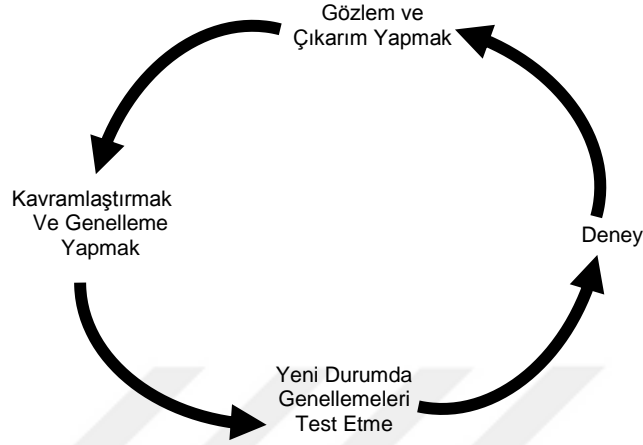 Gözlem ve
Çıkarım Yapmak
Kavramlaştırmak
Ve Genelleme
Yapmak
Deney
Yeni Durumda
Genellemeleri
Test Etme